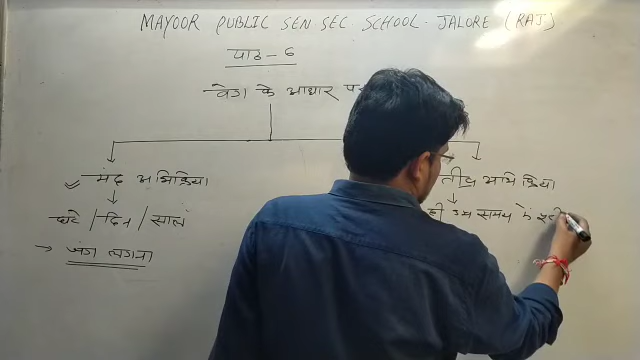 MAYOOR PUBLIC SEN SEC. SCHOOL. JALORE (RAJ)
पाठ - 6
वेग के आधार पर
मंद अभिक्रिया
तीव्र अभिक्रिया
घंटे / दिन / साल
समय में
→ जंग लगना